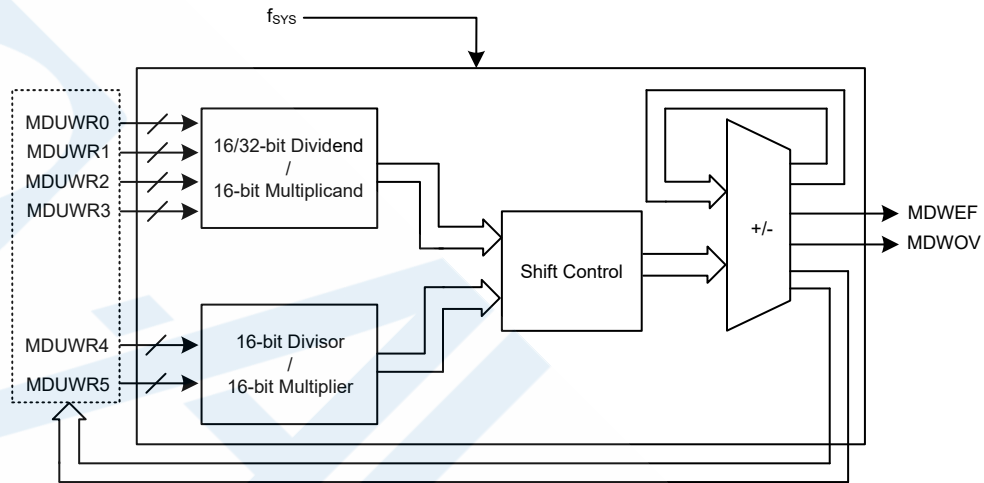 fSYS
MDUWR0
MDUWR1
MDUWR2
MDUWR3
16/32-bit Dividend
/
16-bit Multiplicand
+/-
MDWEF
MDWOV
Shift Control
MDUWR4
MDUWR5
16-bit Divisor
/
16-bit Multiplier